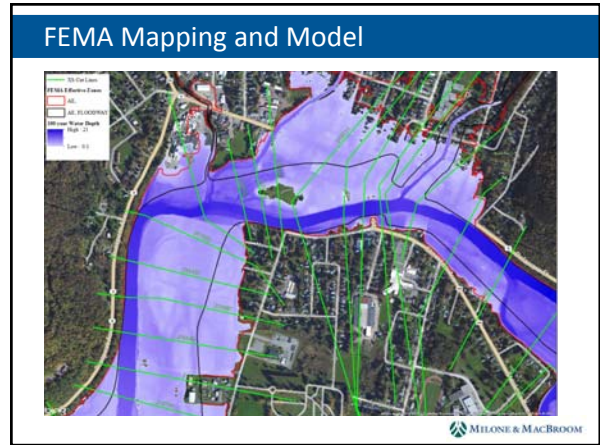 FEMA Mapping and Model
XS Cut Lines
FEMA Effective Zones
AE,
AE, FLOODWAY
100 year Water Depth
High : 21
Low : 0.1
MILONE & MACBROOM